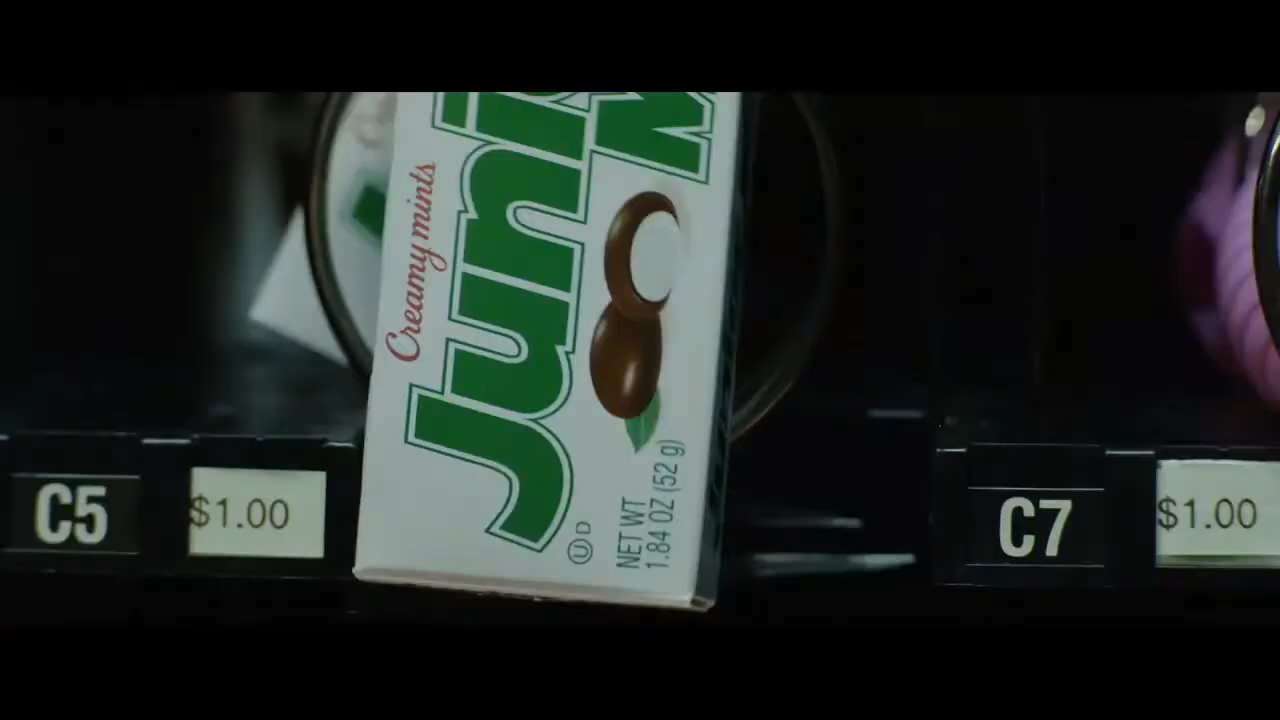 Creamy mints
Juni
M
NET WT
1.84 OZ (52 g)
U D
C5
$1.00
C7
$1.00